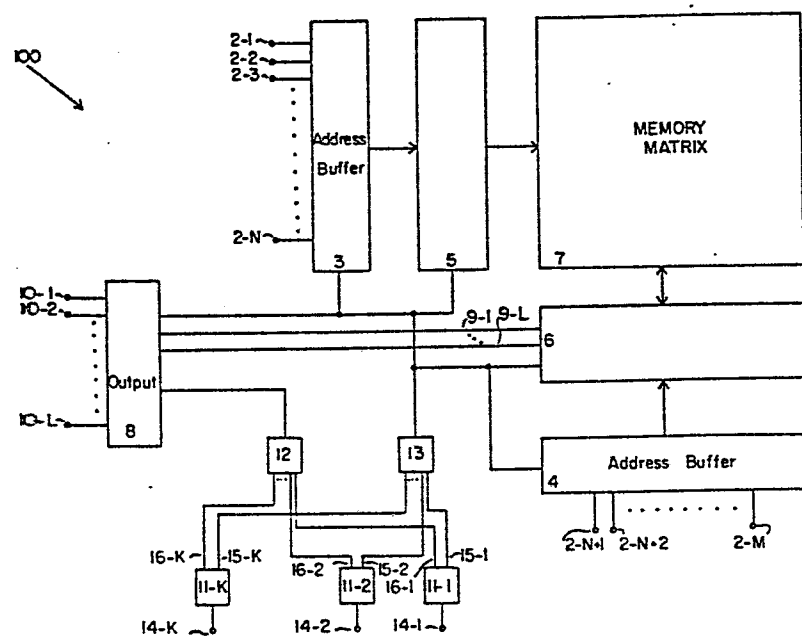 100
2-1
2-2
2-3
2-N
Address
Buffer
3
5
MEMORY
MATRIX
7
10-1
10-2
10-L
Output
8
9-1
9-L
6
12
13
Address Buffer
4
2-N+1
2-N+2
2-M
16-K
15-K
16-2
15-2
16-1
15-1
11-K
11-2
11-1
14-K
14-2
14-1